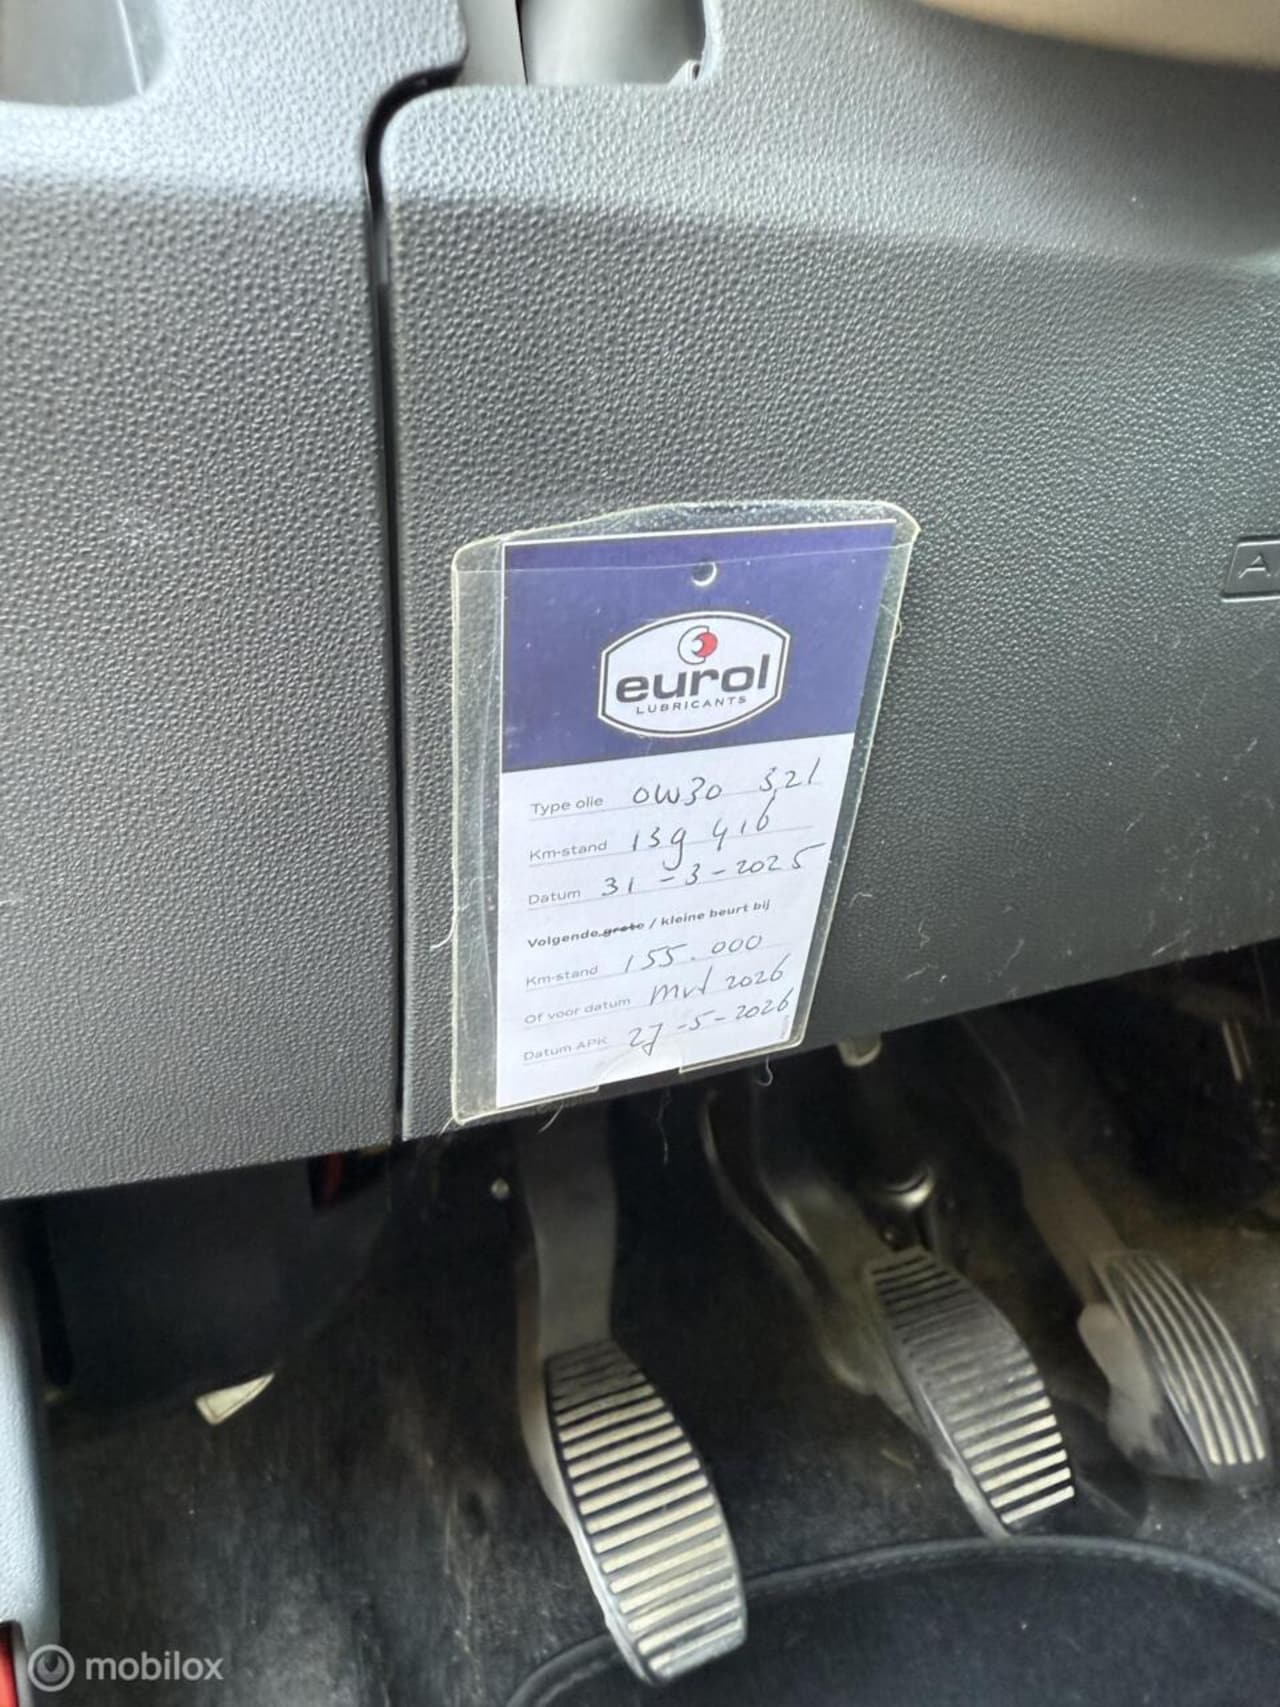 eurol
LUBRICANTS
Type olie 0W30 3,2l
Km-stand 139 416
Datum 31-3-2025
Volgende grote / kleine beurt bij
Km-stand 155.000
Of voor datum mrt 2026
Datum APK 27-5-2026
A
mobilox